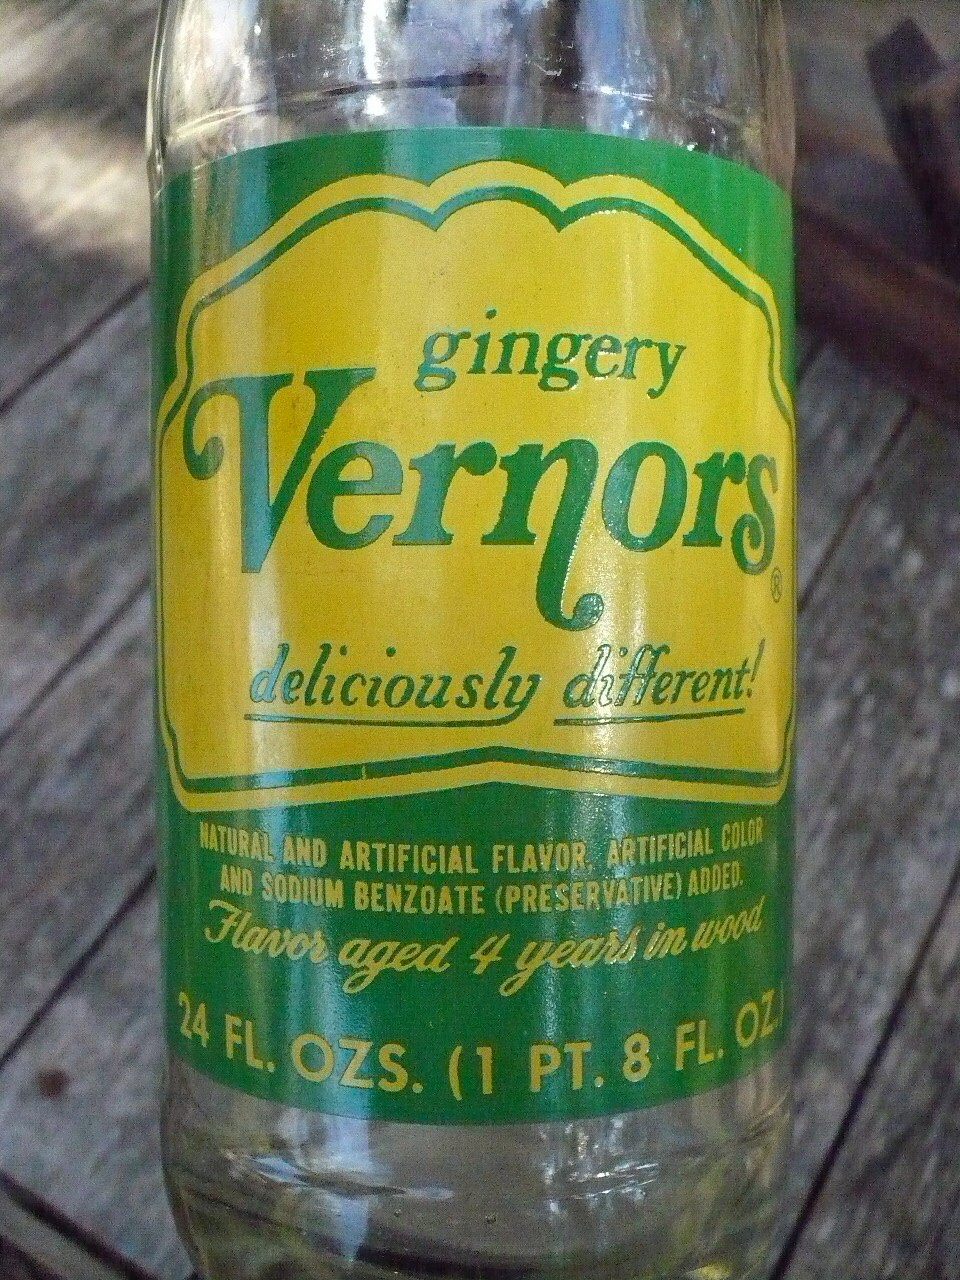 gingery
Vernors®
deliciously different!
NATURAL AND ARTIFICIAL FLAVOR, ARTIFICIAL COLOR
AND SODIUM BENZOATE (PRESERVATIVE) ADDED.
Flavor aged 4 years in wood
24 FL. OZS. (1 PT. 8 FL. OZ.)